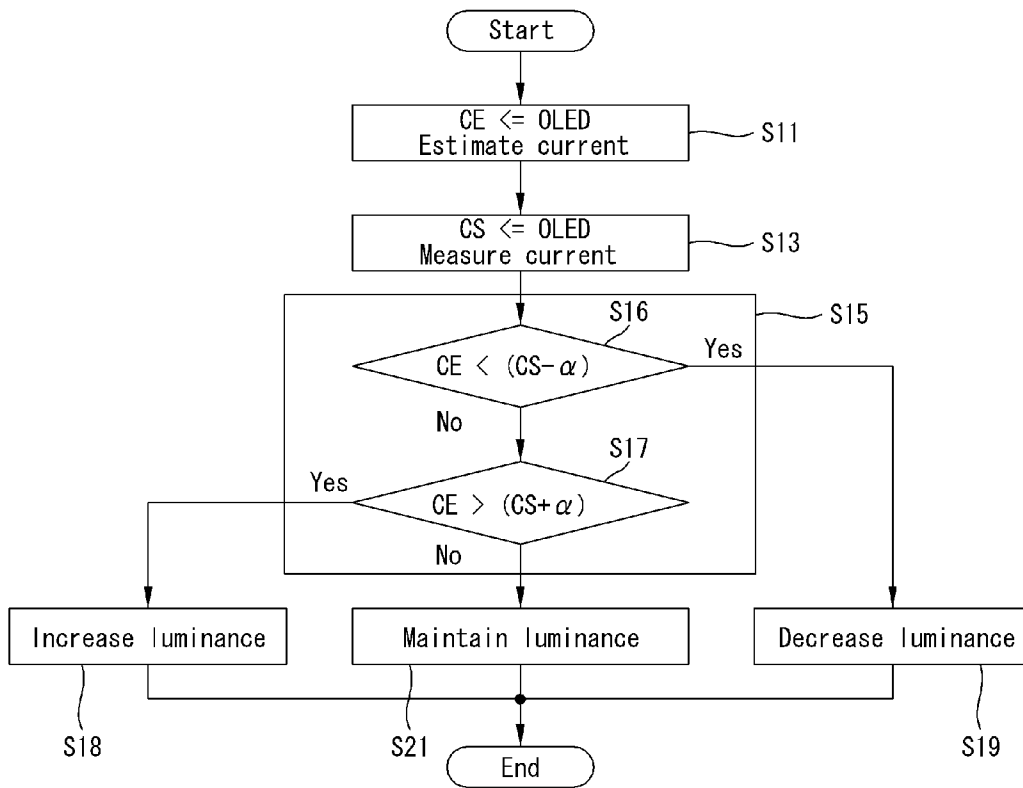 Start
CE <= OLED
Estimate current
S11
CS <= OLED
Measure current
S13
S15
S16
CE < (CS-α)
Yes
No
S17
Yes
CE > (CS+α)
No
Increase luminance
Maintain luminance
Decrease luminance
S18
S21
S19
End